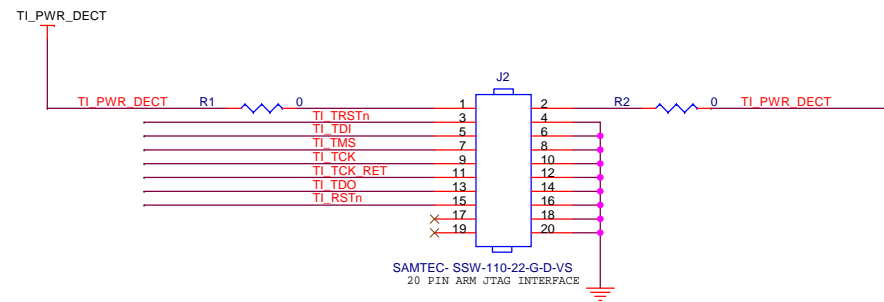 TI_PWR_DECT
J2
TI_PWR_DECT R1 0 1 2 R2 0 TI_PWR_DECT
TI_TRSTn 3 4
TI_TDI 5 6
TI_TMS 7 8
TI_TCK 9 10
TI_TCK_RET 11 12
TI_TDO 13 14
TI_RSTn 15 16
17 18
19 20
SAMTEC- SSW-110-22-G-D-VS
20 PIN ARM JTAG INTERFACE